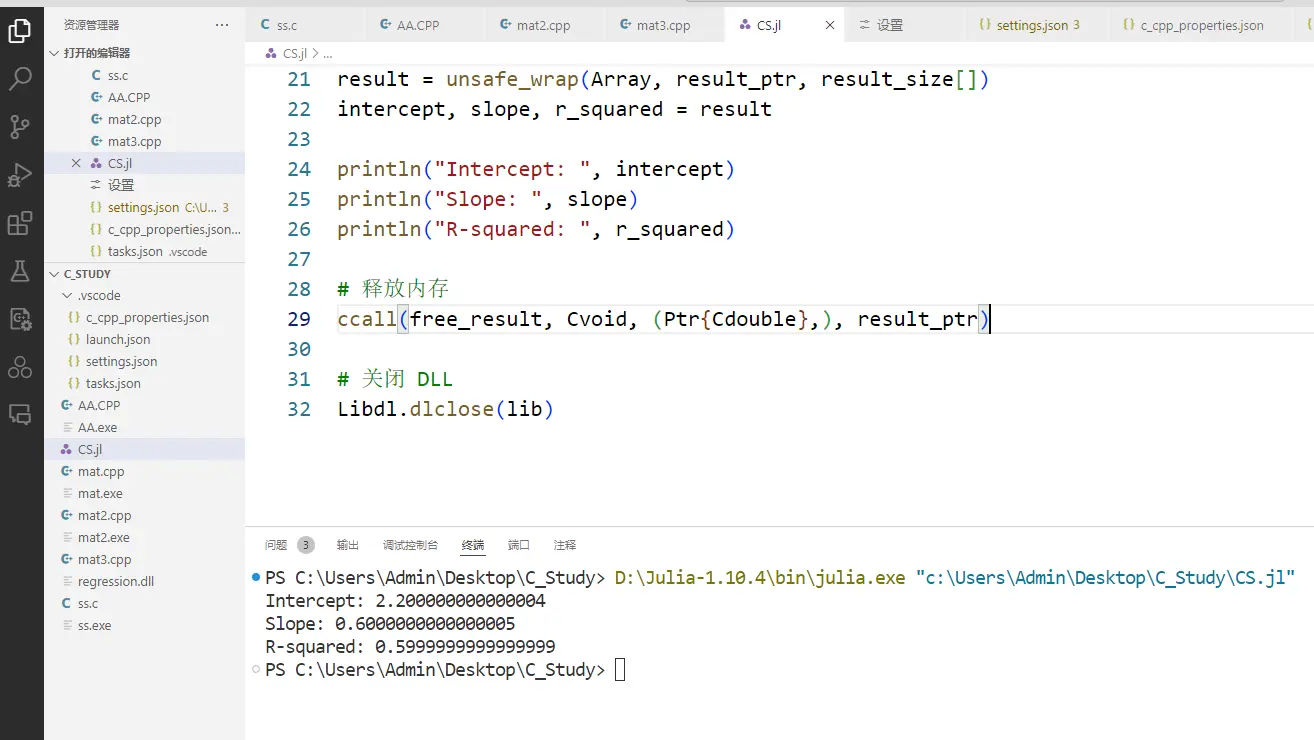 资源管理器 ...
打开的编辑器
ss.c
AA.CPP
mat2.cpp
mat3.cpp
CS.jl
设置
settings.json C:\U... 3
c_cpp_properties.json...
tasks.json .vscode
C_STUDY
.vscode
c_cpp_properties.json
launch.json
settings.json
tasks.json
AA.CPP
AA.exe
CS.jl
mat.cpp
mat.exe
mat2.cpp
mat2.exe
mat3.cpp
regression.dll
ss.c
ss.exe
ss.c AA.CPP mat2.cpp mat3.cpp CS.jl 设置 settings.json 3 c_cpp_properties.json
CS.jl > ...
21 result = unsafe_wrap(Array, result_ptr, result_size[])
22 intercept, slope, r_squared = result
23
24 println("Intercept: ", intercept)
25 println("Slope: ", slope)
26 println("R-squared: ", r_squared)
27
28 # 释放内存
29 ccall(free_result, Cvoid, (Ptr{Cdouble},), result_ptr)
30
31 # 关闭 DLL
32 Libdl.dlclose(lib)
问题 3 输出 调试控制台 终端 端口 注释
PS C:\Users\Admin\Desktop\C_Study> D:\Julia-1.10.4\bin\julia.exe "c:\Users\Admin\Desktop\C_Study\CS.jl"
Intercept: 2.200000000000004
Slope: 0.6000000000000005
R-squared: 0.5999999999999999
PS C:\Users\Admin\Desktop\C_Study>